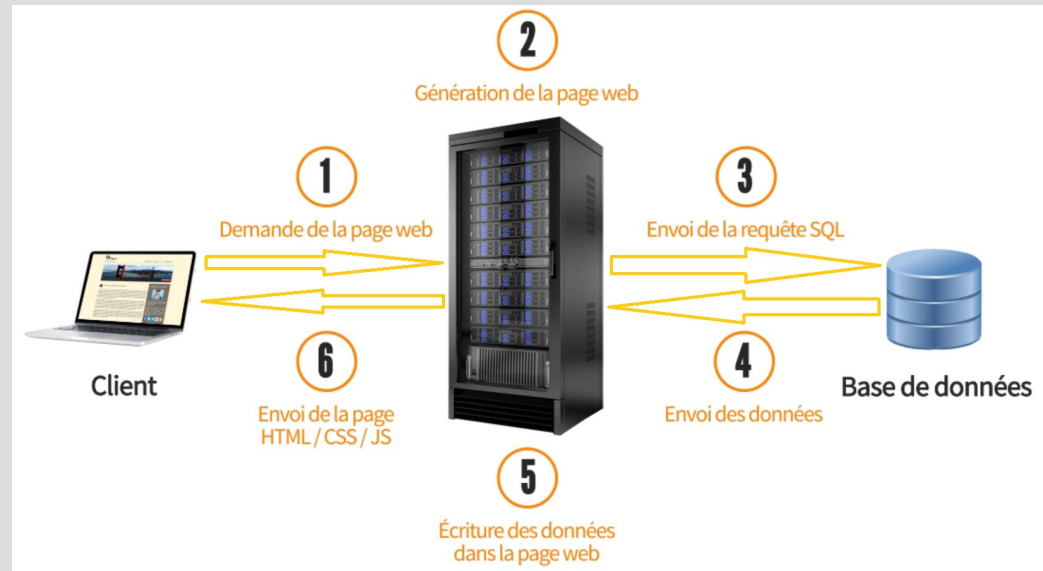 2
Génération de la page web
1
Demande de la page web
3
Envoi de la requête SQL
Client
6
Envoi de la page
HTML / CSS / JS
4
Envoi des données
Base de données
5
Écriture des données
dans la page web